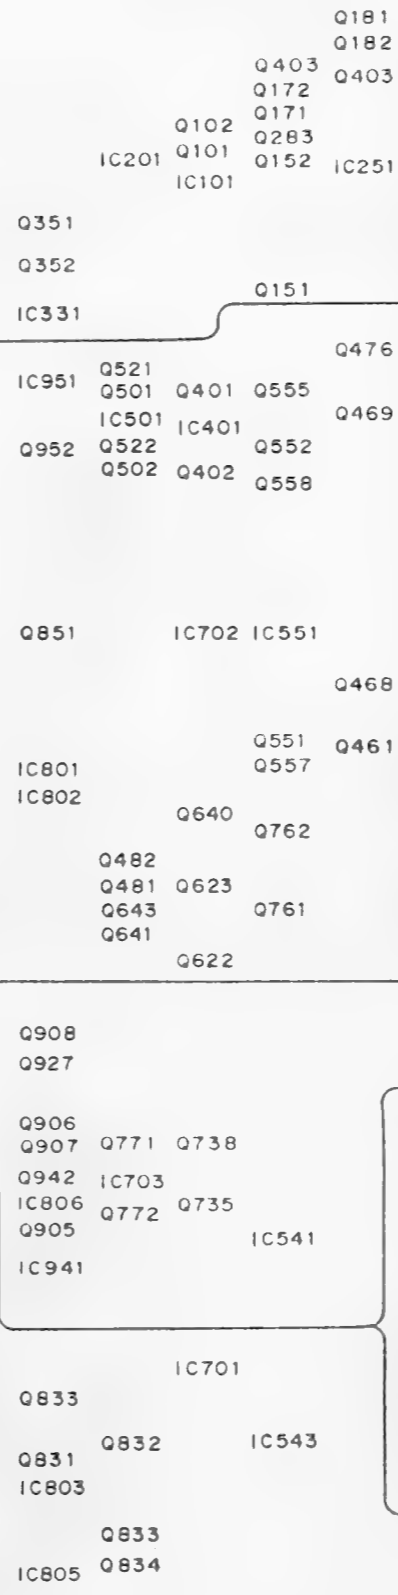 Q181
Q182
Q403 Q403
Q172
Q171
Q102 Q283
IC201 Q101 Q152 IC251
IC101
Q351
Q352
Q151
IC331
Q476
Q521
IC951 Q501 Q401 Q555
IC501 IC401 Q469
Q952 Q522 Q552
Q502 Q402 Q558
Q851 IC702 IC551
Q468
Q551 Q461
IC801 Q557
IC802
Q640
Q762
Q482
Q481 Q623
Q643 Q761
Q641
Q622
Q908
Q927
Q906
Q907 Q771 Q738
Q942 IC703
IC806 Q772 Q735
Q905 IC541
IC941
IC701
Q833
Q832 IC543
Q831
IC803
Q833
IC805 Q834